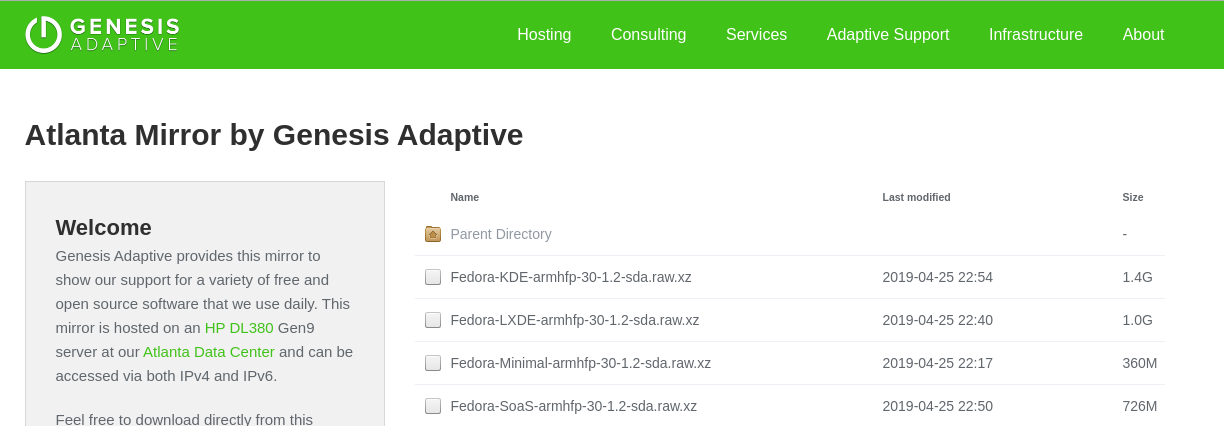 GENESIS
ADAPTIVE
Hosting Consulting Services Adaptive Support Infrastructure About
Atlanta Mirror by Genesis Adaptive
Welcome
Genesis Adaptive provides this mirror to
show our support for a variety of free and
open source software that we use daily. This
mirror is hosted on an HP DL380 Gen9
server at our Atlanta Data Center and can be
accessed via both IPv4 and IPv6.
Feel free to download directly from this
Name Last modified Size
Parent Directory -
Fedora-KDE-armhfp-30-1.2-sda.raw.xz 2019-04-25 22:54 1.4G
Fedora-LXDE-armhfp-30-1.2-sda.raw.xz 2019-04-25 22:40 1.0G
Fedora-Minimal-armhfp-30-1.2-sda.raw.xz 2019-04-25 22:17 360M
Fedora-SoaS-armhfp-30-1.2-sda.raw.xz 2019-04-25 22:50 726M